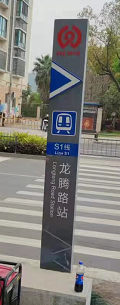 S1线
Line S1
龙腾路站
Longteng Road Station